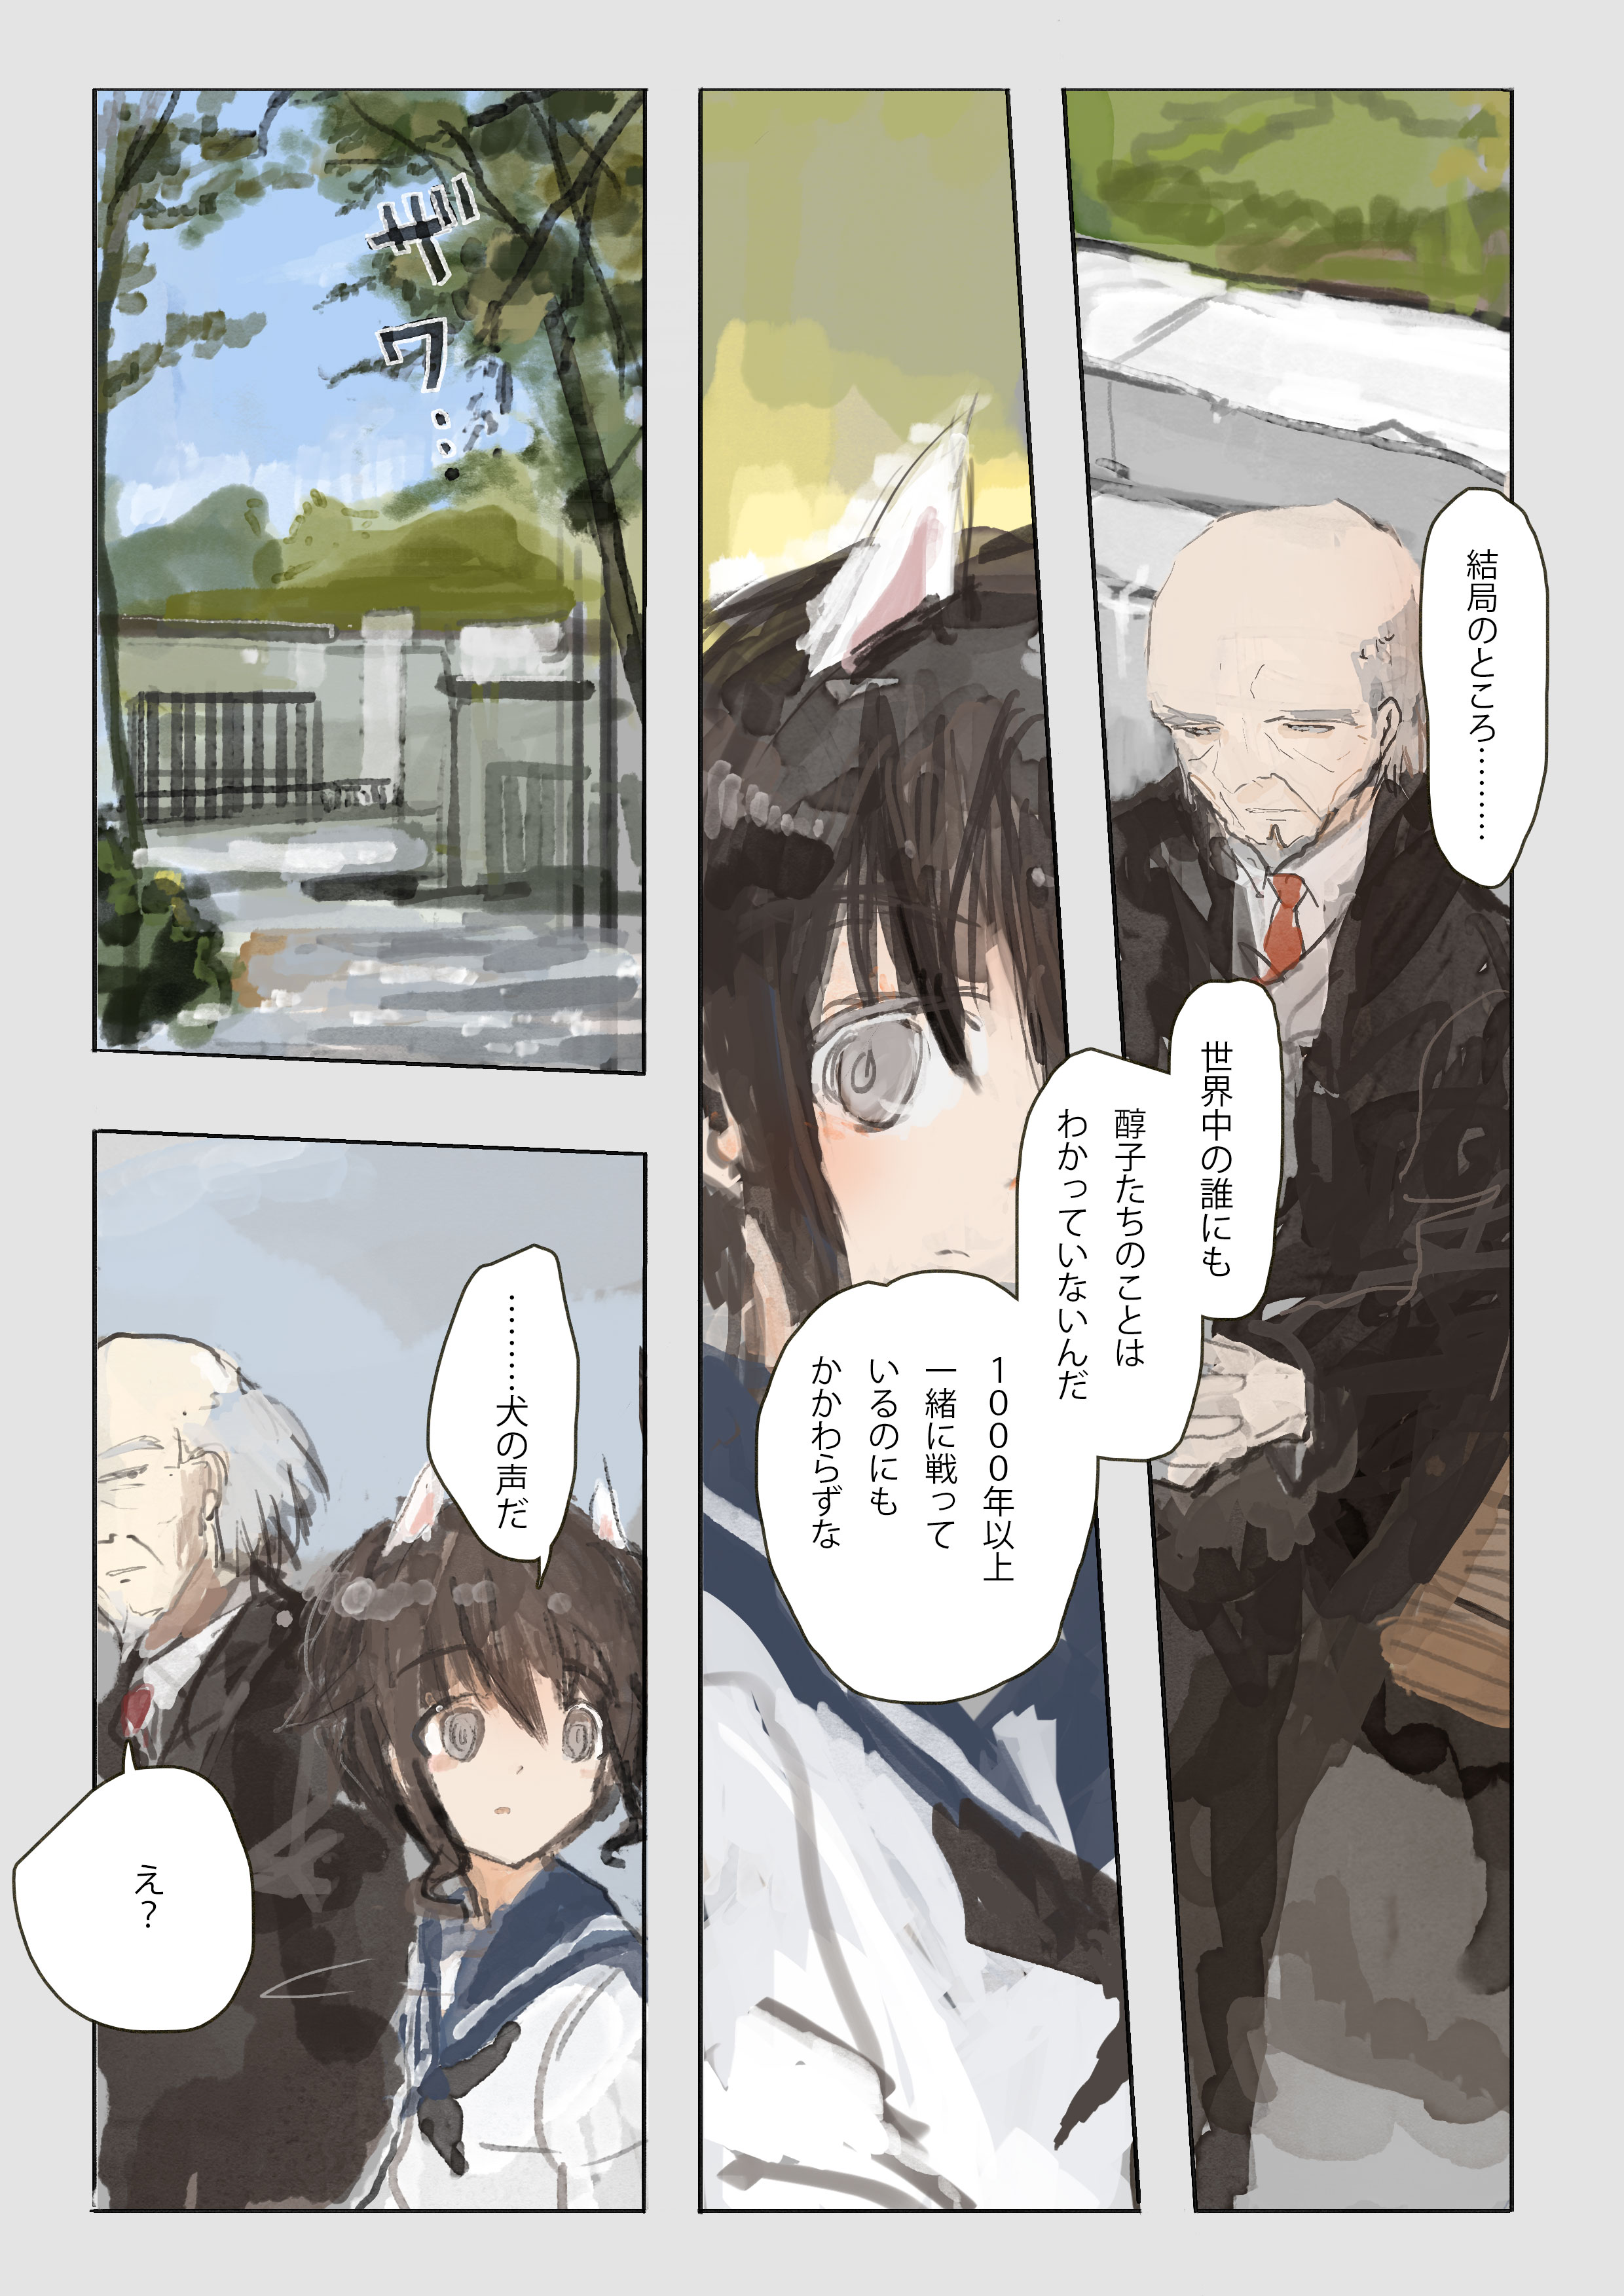 結局のところ………
世界中の誰にも
醇子たちのことは
わかっていないんだ
1000年以上
一緒に戦って
いるのにも
かかわらずな
ギワ…
…………犬の声だ
え?